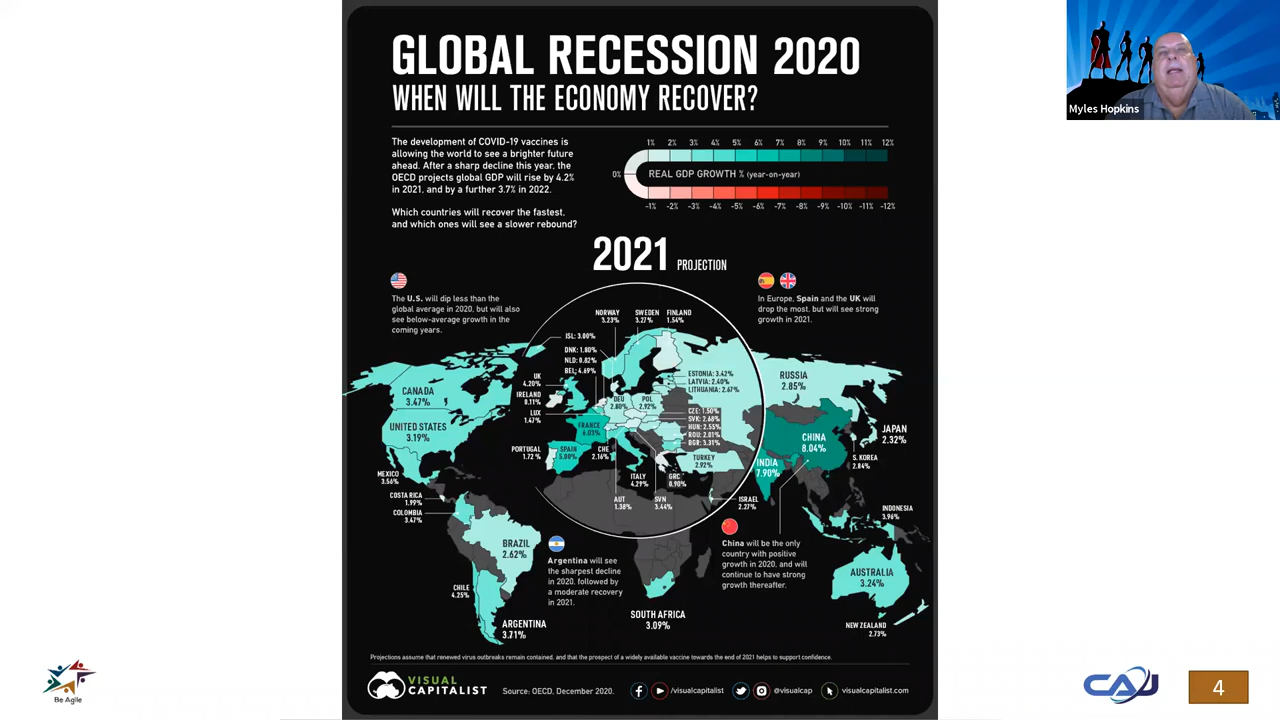 GLOBAL RECESSION 2020
WHEN WILL THE ECONOMY RECOVER?
The development of COVID-19 vaccines is
allowing the world to see a brighter future
ahead. After a sharp decline this year, the
OECD projects global GDP will rise by 4.2%
in 2021, and by a further 3.7% in 2022.
Which countries will recover the fastest,
and which ones will see a slower rebound?
1% 2% 3% 4% 5% 6% 7% 8% 9% 10% 11% 12%
0% REAL GDP GROWTH % (year-on-year)
-1% -2% -3% -4% -5% -6% -7% -8% -9% -10% -11% -12%
Myles Hopkins
2021 PROJECTION
The U.S. will dip less than the
global average in 2020, but will also
see below-average growth in the
coming years.
In Europe, Spain and the UK will
drop the most, but will see strong
growth in 2021.
NORWAY
3.23%
SWEDEN
3.27%
FINLAND
1.54%
ISL: 3.00%
DNK: 1.80%
NLD: 0.82%
BEL: 4.69%
UK
4.20%
IRELAND
0.11%
LUX
1.47%
DEU
2.80%
POL
2.92%
ESTONIA: 3.42%
LATVIA: 2.40%
LITHUANIA: 2.67%
CZE: 1.50%
SVK: 2.68%
HUN: 2.55%
ROU: 2.01%
BGR: 3.31%
FRANCE
6.03%
PORTUGAL
1.72 %
SPAIN
5.00%
CHE
2.16%
ITALY
4.29%
GRC
0.90%
TURKEY
2.92%
AUT
1.38%
SVN
3.44%
ISRAEL
2.27%
CANADA
3.47%
UNITED STATES
3.19%
MEXICO
3.56%
COSTA RICA
1.99%
COLOMBIA
3.47%
BRAZIL
2.62%
CHILE
4.25%
ARGENTINA
3.71%
Argentina will see
the sharpest decline
in 2020, followed by
a moderate recovery
in 2021.
SOUTH AFRICA
3.09%
RUSSIA
2.85%
CHINA
8.04%
INDIA
7.90%
JAPAN
2.32%
S. KOREA
2.84%
INDONESIA
3.96%
China will be the only
country with positive
growth in 2020, and will
continue to have strong
growth thereafter.
AUSTRALIA
3.24%
NEW ZEALAND
2.73%
Projections assume that renewed virus outbreaks remain contained, and that the prospect of a widely available vaccine towards the end of 2021 helps to support confidence.
VISUAL
CAPITALIST
Source: OECD, December 2020.
/visualcapitalist
@visualcap
visualcapitalist.com
Be Agile
CAJ
4